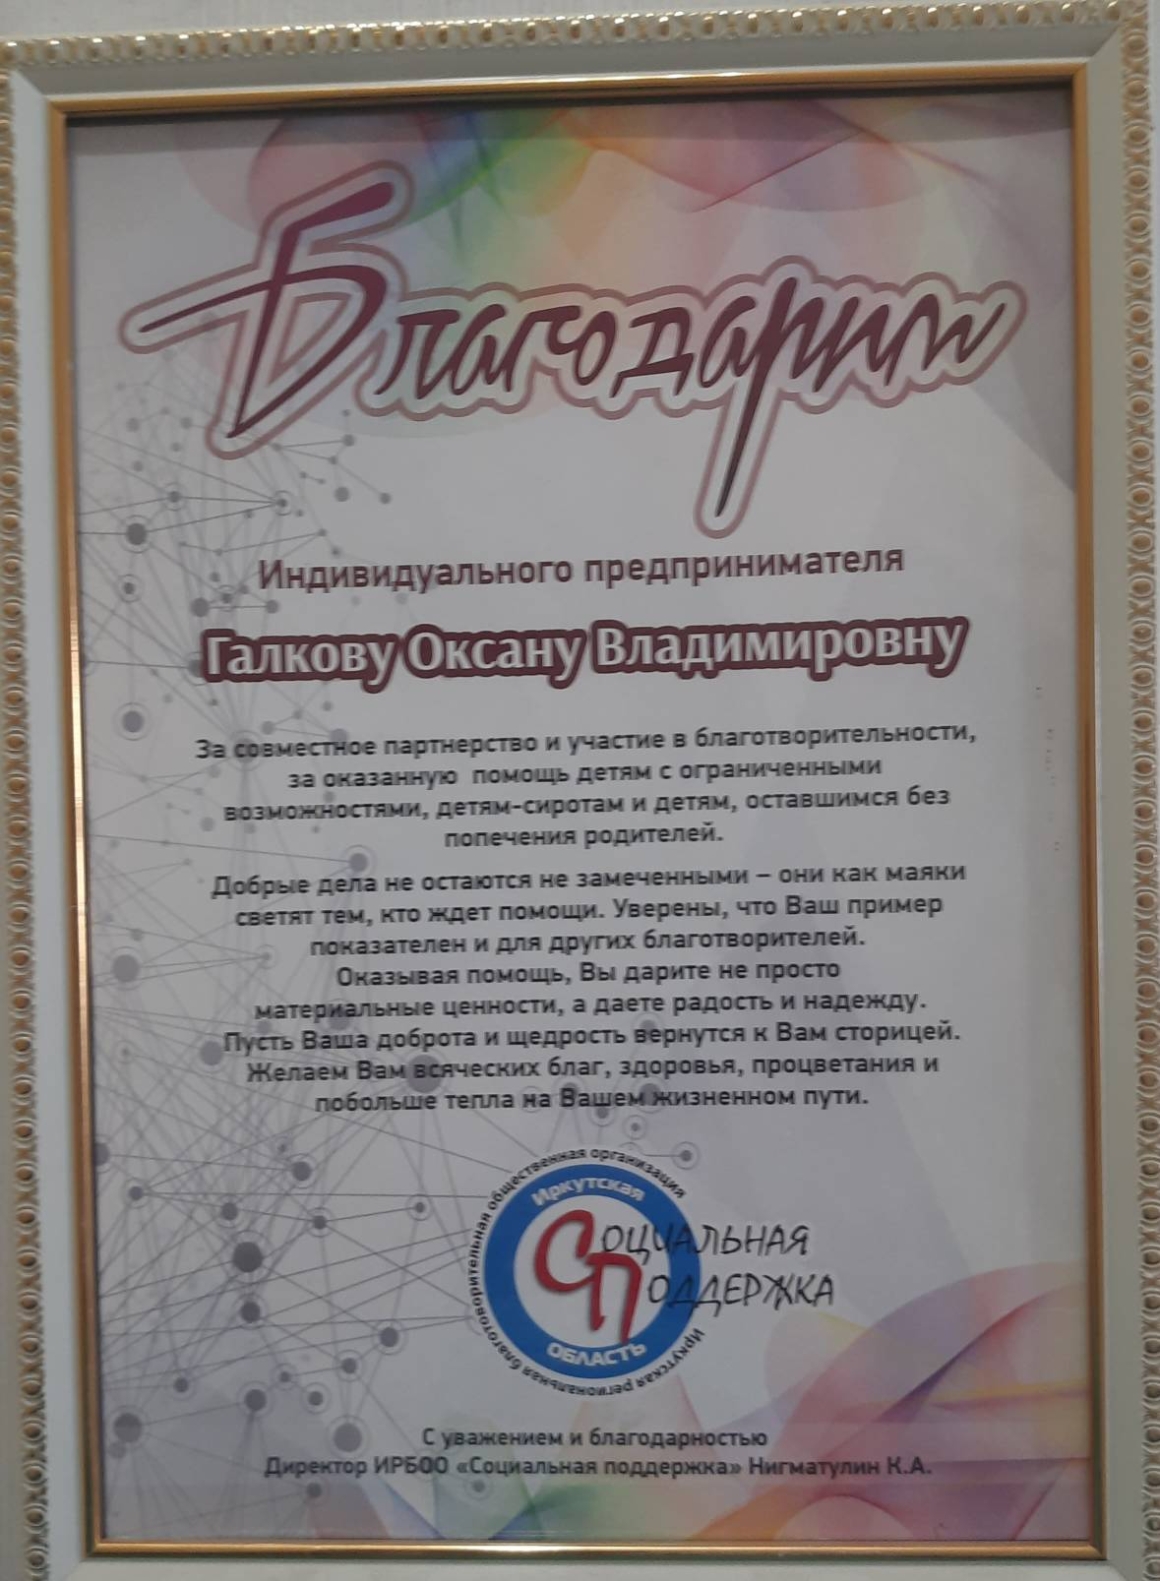 Благодарим
Индивидуального предпринимателя
Галкову Оксану Владимировну
За совместное партнерство и участие в благотворительности,
за оказанную помощь детям с ограниченными
возможностями, детям-сиротам и детям, оставшимся без
попечения родителей.
Добрые дела не остаются не замеченными – они как маяки
светят тем, кто ждет помощи. Уверены, что Ваш пример
показателен и для других благотворителей.
Оказывая помощь, Вы дарите не просто
материальные ценности, а даете радость и надежду.
Пусть Ваша доброта и щедрость вернутся к Вам сторицей.
Желаем Вам всяческих благ, здоровья, процветания и
побольше тепла на Вашем жизненном пути.
Иркутская региональная благотворительная общественная организация
Иркутская
Социальная
Поддержка
ОБЛАСТЬ
С уважением и благодарностью
Директор ИРБОО «Социальная поддержка» Нигматулин К.А.